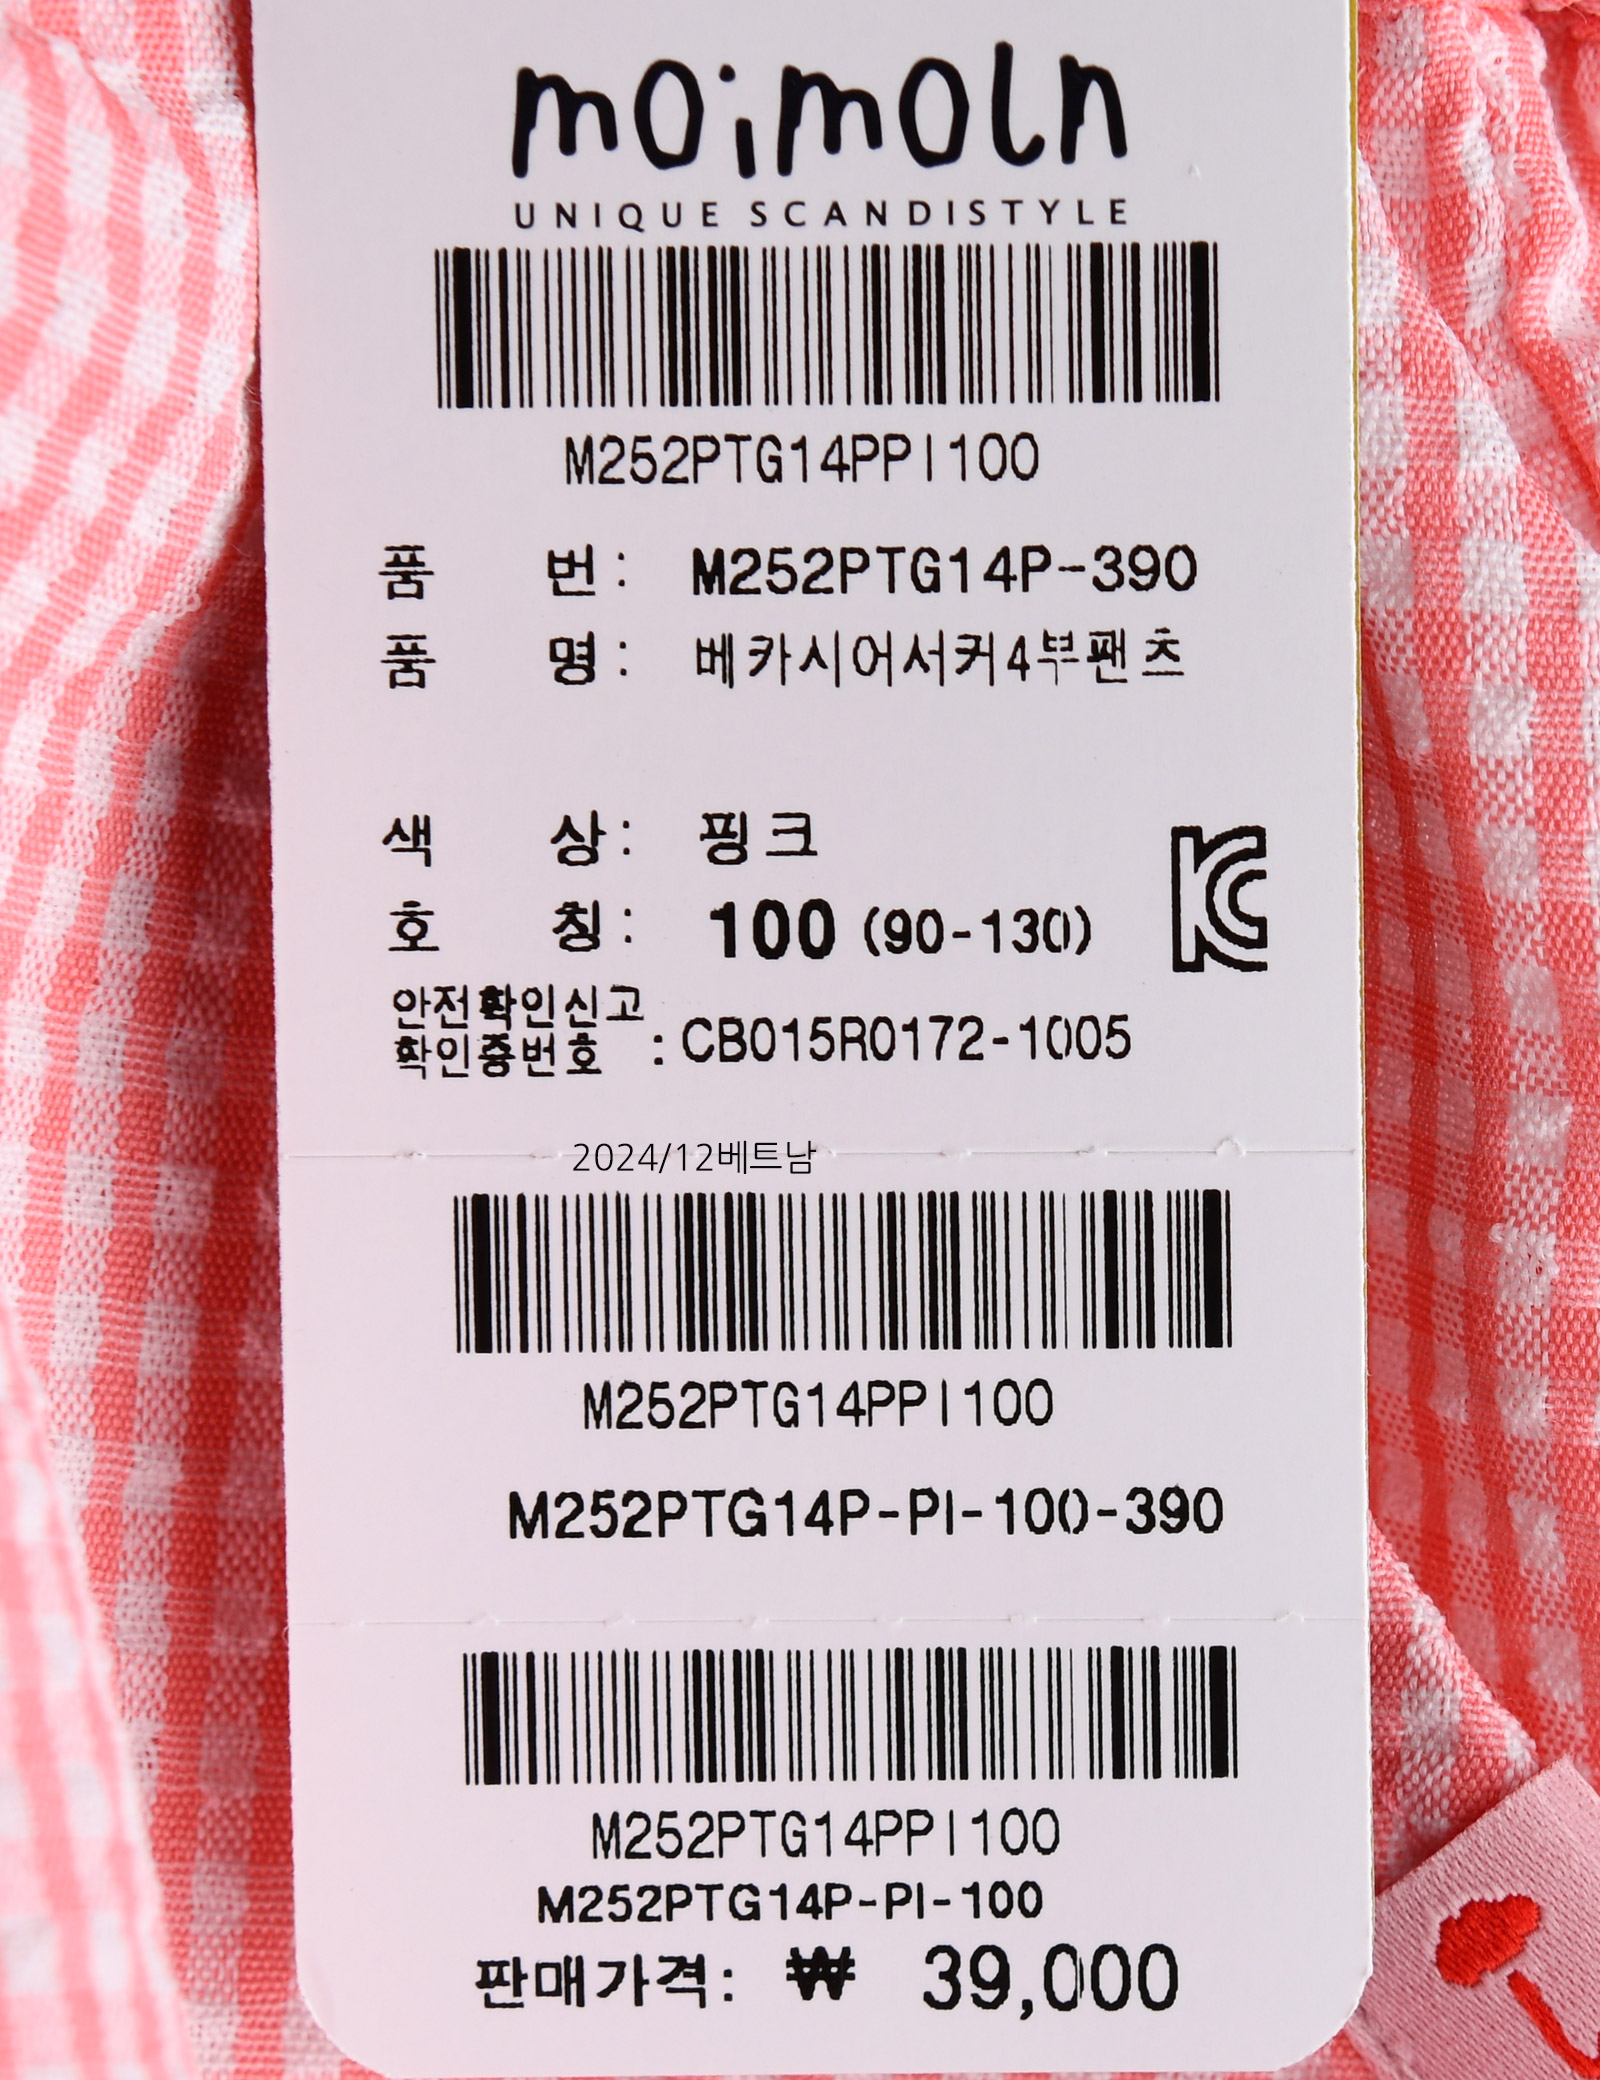 moimoln
UNIQUE SCANDISTYLE
M252PTG14PPI100
품 번 : M252PTG14P-390
품 명 : 베카시어서커4부팬츠
색 상 : 핑크
호 칭 : 100 (90-130)
안전확인신고
확인증번호 : CB015R0172-1005
2024/12베트남
M252PTG14PPI100
M252PTG14P-PI-100-390
M252PTG14PPI100
M252PTG14P-PI-100
판매가격: ₩ 39,000